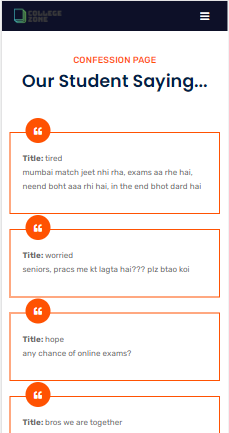 COLLEGE
ZONE
CONFESSION PAGE
Our Student Saying...
Title: tired
mumbai match jeet nhi rha, exams aa rhe hai,
neend boht aaa rhi hai, in the end bhot dard hai
Title: worried
seniors, pracs me kt lagta hai??? plz btao koi
Title: hope
any chance of online exams?
Title: bros we are together